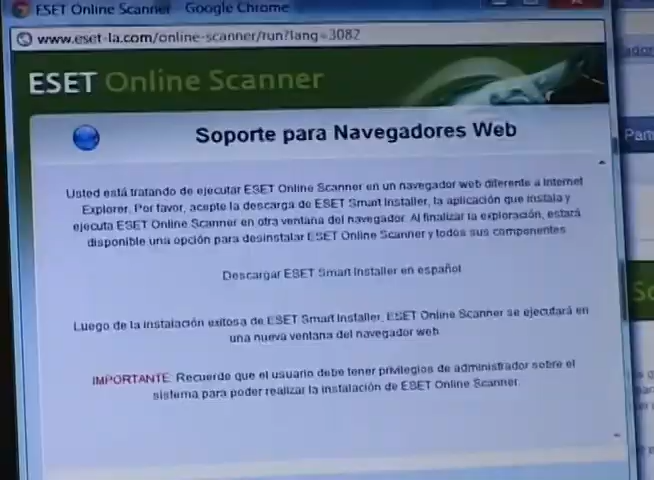 ESET Online Scanner - Google Chrome
www.eset-la.com/online-scanner/run?lang=3082
ESET Online Scanner
Soporte para Navegadores Web
Usted está tratando de ejecutar ESET Online Scanner en un navegador web diferente a Internet
Explorer. Por favor, acepte la descarga de ESET Smart Installer, la aplicación que instala y
ejecuta ESET Online Scanner en otra ventana del navegador. Al finalizar la exploración, estará
disponible una opción para desinstalar ESET Online Scanner y todos sus componentes
Descargar ESET Smart Installer en español
Luego de la instalación exitosa de ESET Smart Installer, ESET Online Scanner se ejecutará en
una nueva ventana del navegador web
IMPORTANTE: Recuerde que el usuario debe tener privilegios de administrador sobre el
sistema para poder realizar la instalación de ESET Online Scanner